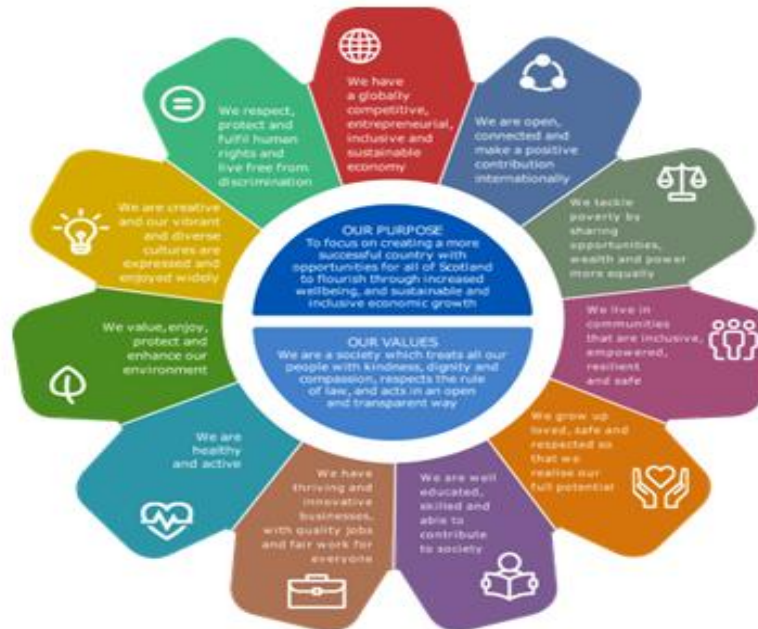 We have
a globally
competitive,
entrepreneurial,
inclusive and
sustainable
economy
We are open,
connected and
make a positive
contribution
internationally
We tackle
poverty by
sharing
opportunities,
wealth and power
more equally
We live in
communities
that are inclusive,
empowered,
resilient
and safe
We grow up
loved, safe and
respected so
that we
realise our
full potential
We are well
educated,
skilled and
able to
contribute
to society
We have
thriving and
innovative
businesses,
with quality jobs
and fair work for
everyone
We are
healthy
and active
We value, enjoy,
protect and
enhance our
environment
We are creative
and our vibrant
and diverse
cultures are
expressed and
enjoyed widely
We respect,
protect and
fulfil human
rights and
live free from
discrimination
OUR PURPOSE
To focus on creating a more
successful country with
opportunities for all of Scotland
to flourish through increased
wellbeing, and sustainable and
inclusive economic growth
OUR VALUES
We are a society which treats all our
people with kindness, dignity and
compassion, respects the rule
of law, and acts in an open
and transparent way